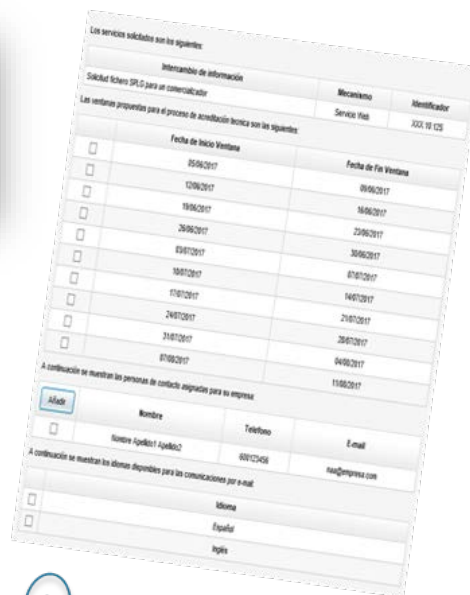 Los servicios solicitados son los siguientes:
Intercambio de información Mecanismo Identificador
Solicitud fichero SPLG para un comercializador Servicio Web XXX 10 125
Las ventanas propuestas para el proceso de acreditación técnica son las siguientes:
Fecha de Inicio Ventana Fecha de Fin Ventana
05/06/2017 09/06/2017
12/06/2017 16/06/2017
19/06/2017 23/06/2017
26/06/2017 30/06/2017
03/07/2017 07/07/2017
10/07/2017 14/07/2017
17/07/2017 21/07/2017
24/07/2017 28/07/2017
31/07/2017 04/08/2017
07/08/2017 11/08/2017
A continuación se muestran las personas de contacto asignadas para su empresa:
Añadir Nombre Teléfono E-mail
Nombre Apellido1 Apellido2 600123456 naa@empresa.com
A continuación se muestran los idiomas disponibles para las comunicaciones por e-mail:
Idioma
Español
Inglés